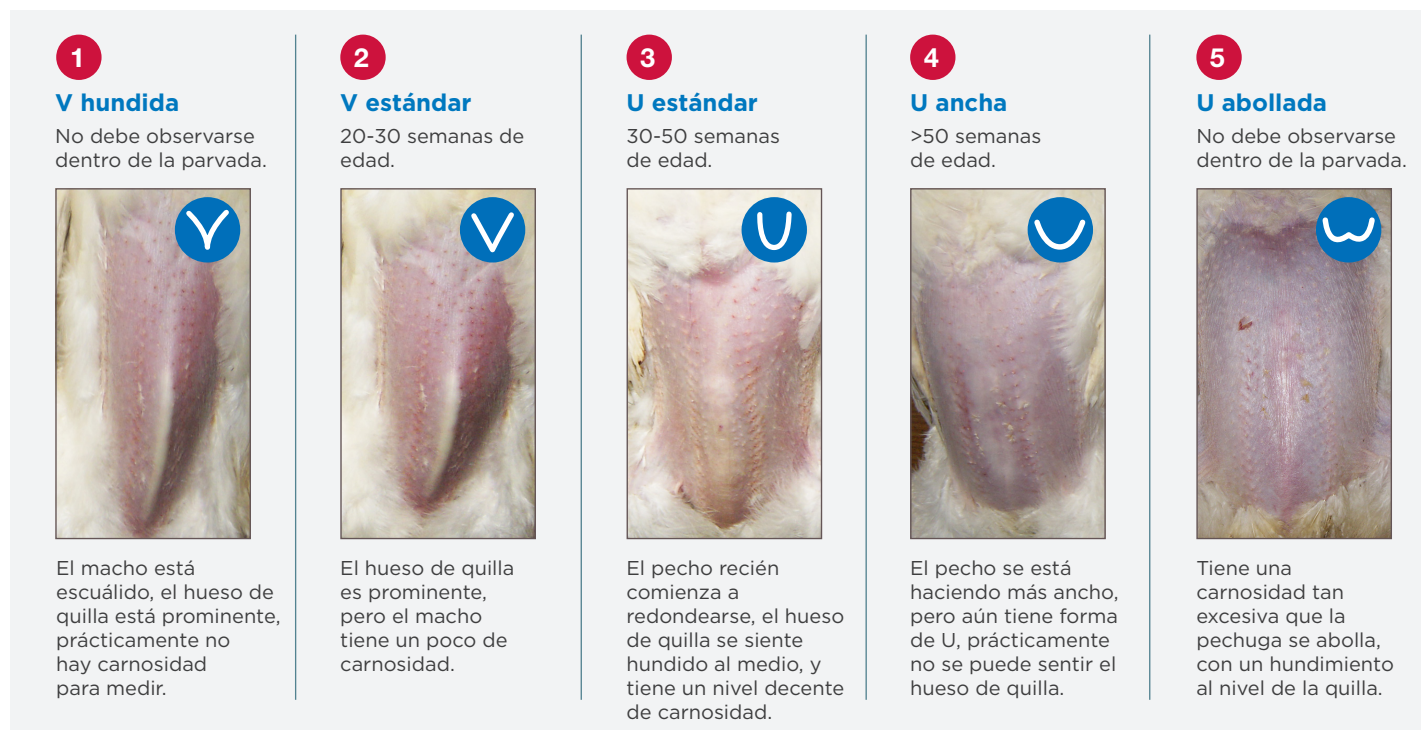 1
V hundida
No debe observarse
dentro de la parvada.
El macho está
escuálido, el hueso de
quilla está prominente,
prácticamente no
hay carnosidad
para medir.
2
V estándar
20-30 semanas de
edad.
El hueso de quilla
es prominente,
pero el macho
tiene un poco de
carnosidad.
3
U estándar
30-50 semanas
de edad.
El pecho recién
comienza a
redondearse, el hueso
de quilla se siente
hundido al medio, y
tiene un nivel decente
de carnosidad.
4
U ancha
>50 semanas
de edad.
El pecho se está
haciendo más ancho,
pero aún tiene forma
de U, prácticamente
no se puede sentir el
hueso de quilla.
5
U abollada
No debe observarse
dentro de la parvada.
Tiene una
carnosidad tan
excesiva que la
pechuga se abolla,
con un hundimiento
al nivel de la quilla.